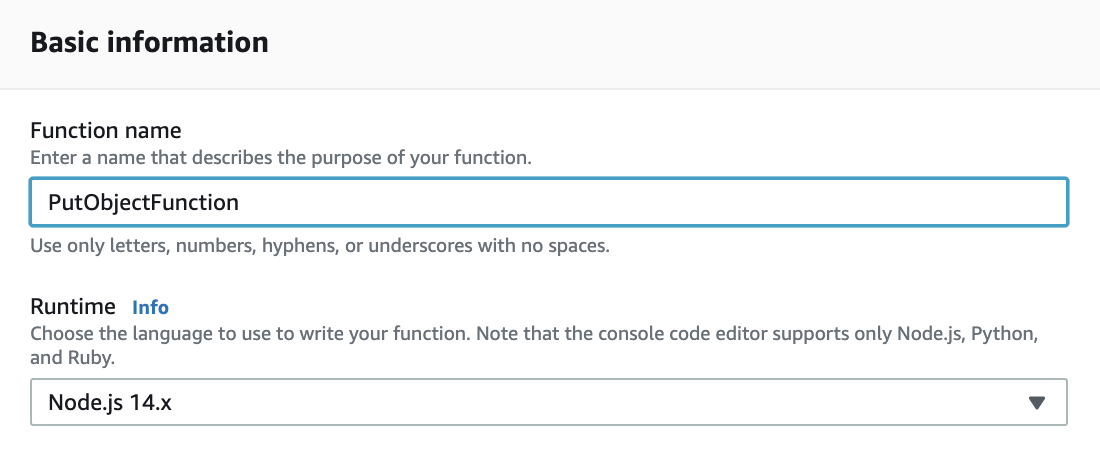 Basic information
Function name
Enter a name that describes the purpose of your function.
PutObjectFunction
Use only letters, numbers, hyphens, or underscores with no spaces.
Runtime Info
Choose the language to use to write your function. Note that the console code editor supports only Node.js, Python,
and Ruby.
Node.js 14.x